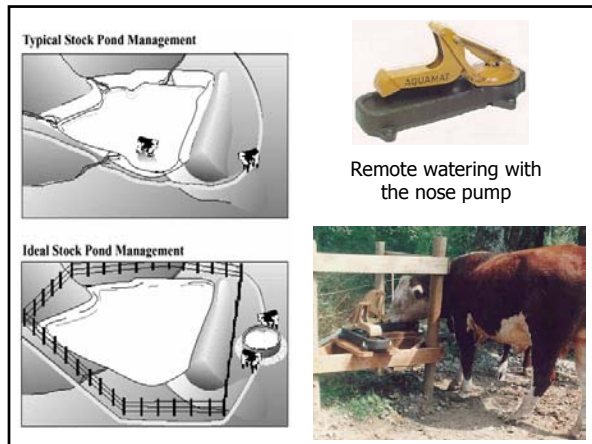 Typical Stock Pond Management
AQUAMAT
Remote watering with
the nose pump
Ideal Stock Pond Management